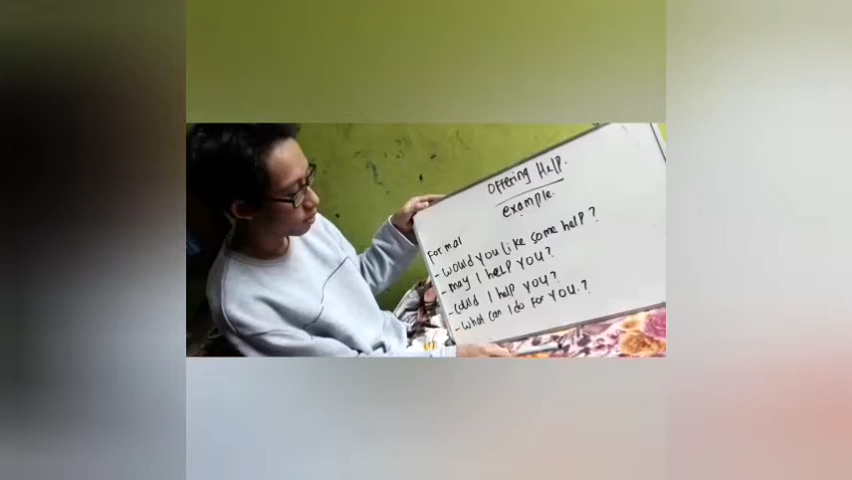 Offering Help.
example.
Formal
- would you like some help?
- may I help you?
- could I help you?
- what can I do for you.?